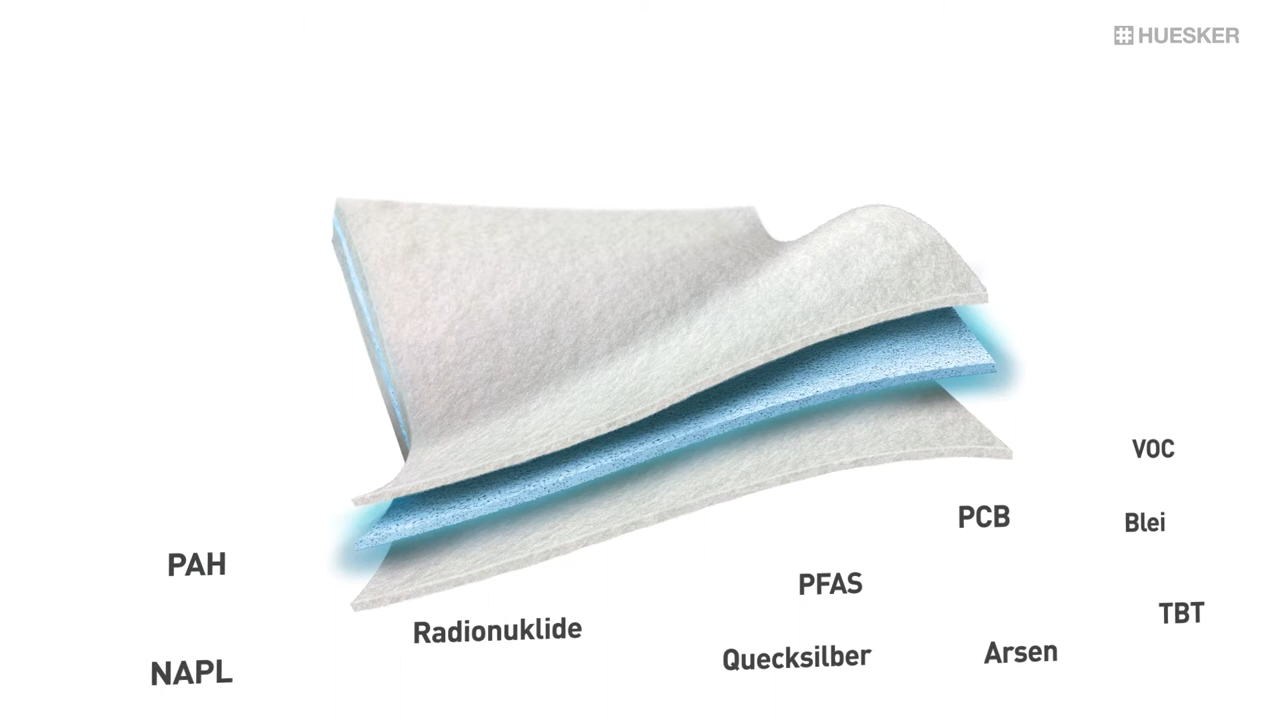 HUESKER
VOC
PCB
Blei
PAH
PFAS
TBT
Radionuklide
Quecksilber
Arsen
NAPL